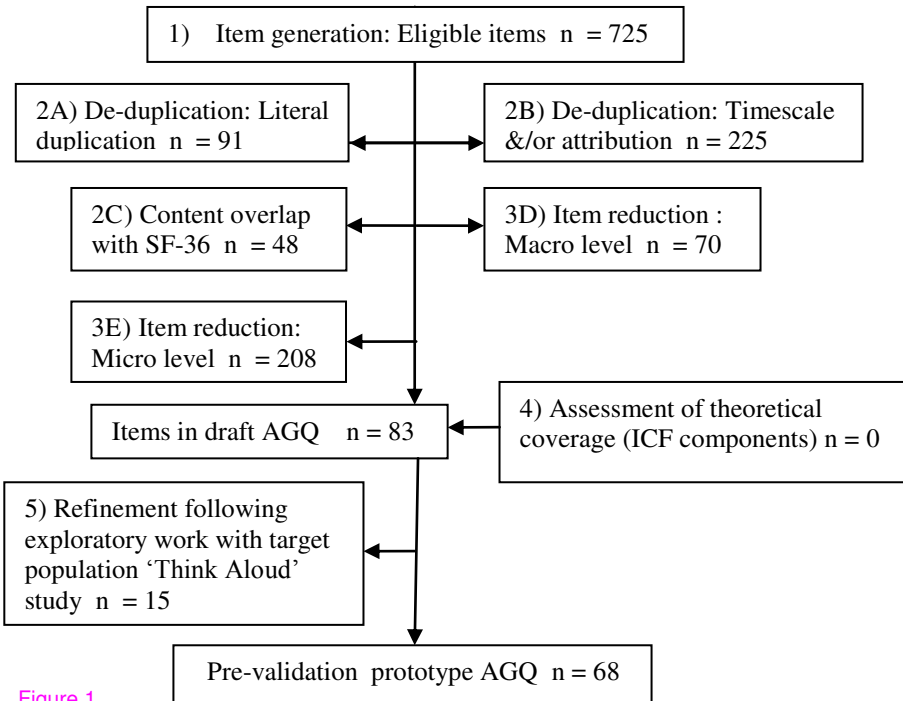 1) Item generation: Eligible items n = 725
2A) De-duplication: Literal
duplication n = 91
2B) De-duplication: Timescale
&/or attribution n = 225
2C) Content overlap
with SF-36 n = 48
3D) Item reduction :
Macro level n = 70
3E) Item reduction:
Micro level n = 208
Items in draft AGQ n = 83
4) Assessment of theoretical
coverage (ICF components) n = 0
5) Refinement following
exploratory work with target
population ‘Think Aloud’
study n = 15
Pre-validation prototype AGQ n = 68
Figure 1